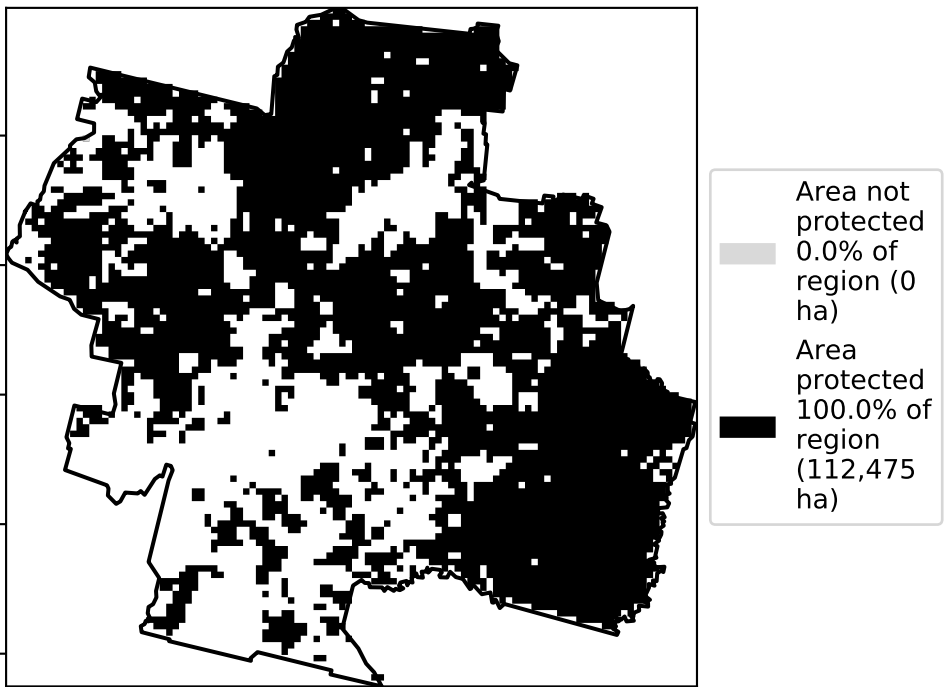 Area not
protected
0.0% of
region (0
ha)
Area
protected
100.0% of
region
(112,475
ha)